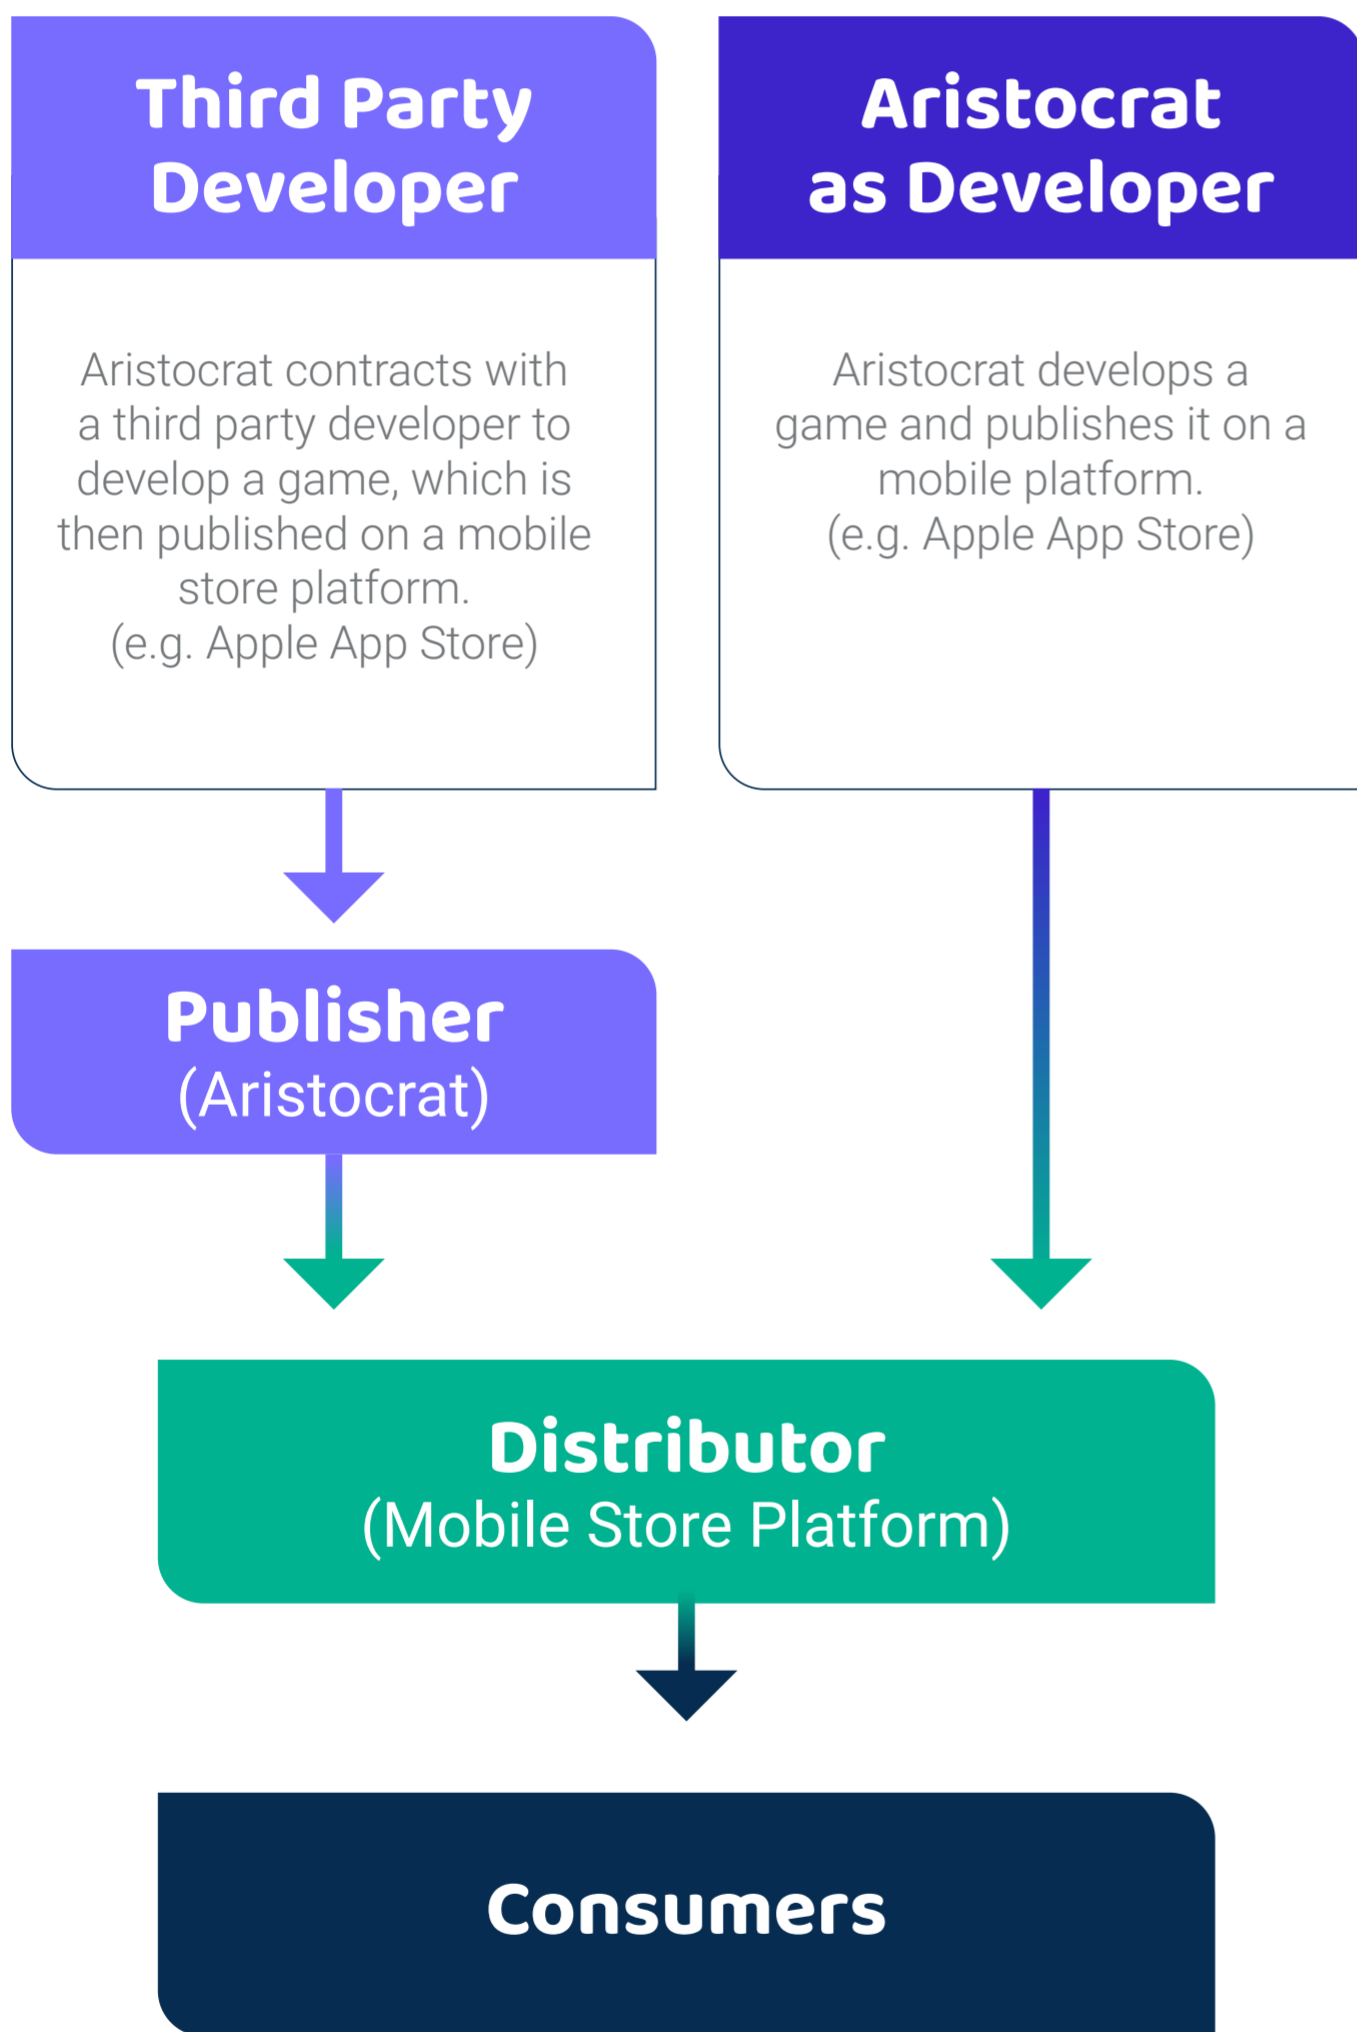 Third Party
Developer
Aristocrat contracts with
a third party developer to
develop a game, which is
then published on a mobile
store platform.
(e.g. Apple App Store)
Aristocrat
as Developer
Aristocrat develops a
game and publishes it on a
mobile platform.
(e.g. Apple App Store)
Publisher
(Aristocrat)
Distributor
(Mobile Store Platform)
Consumers